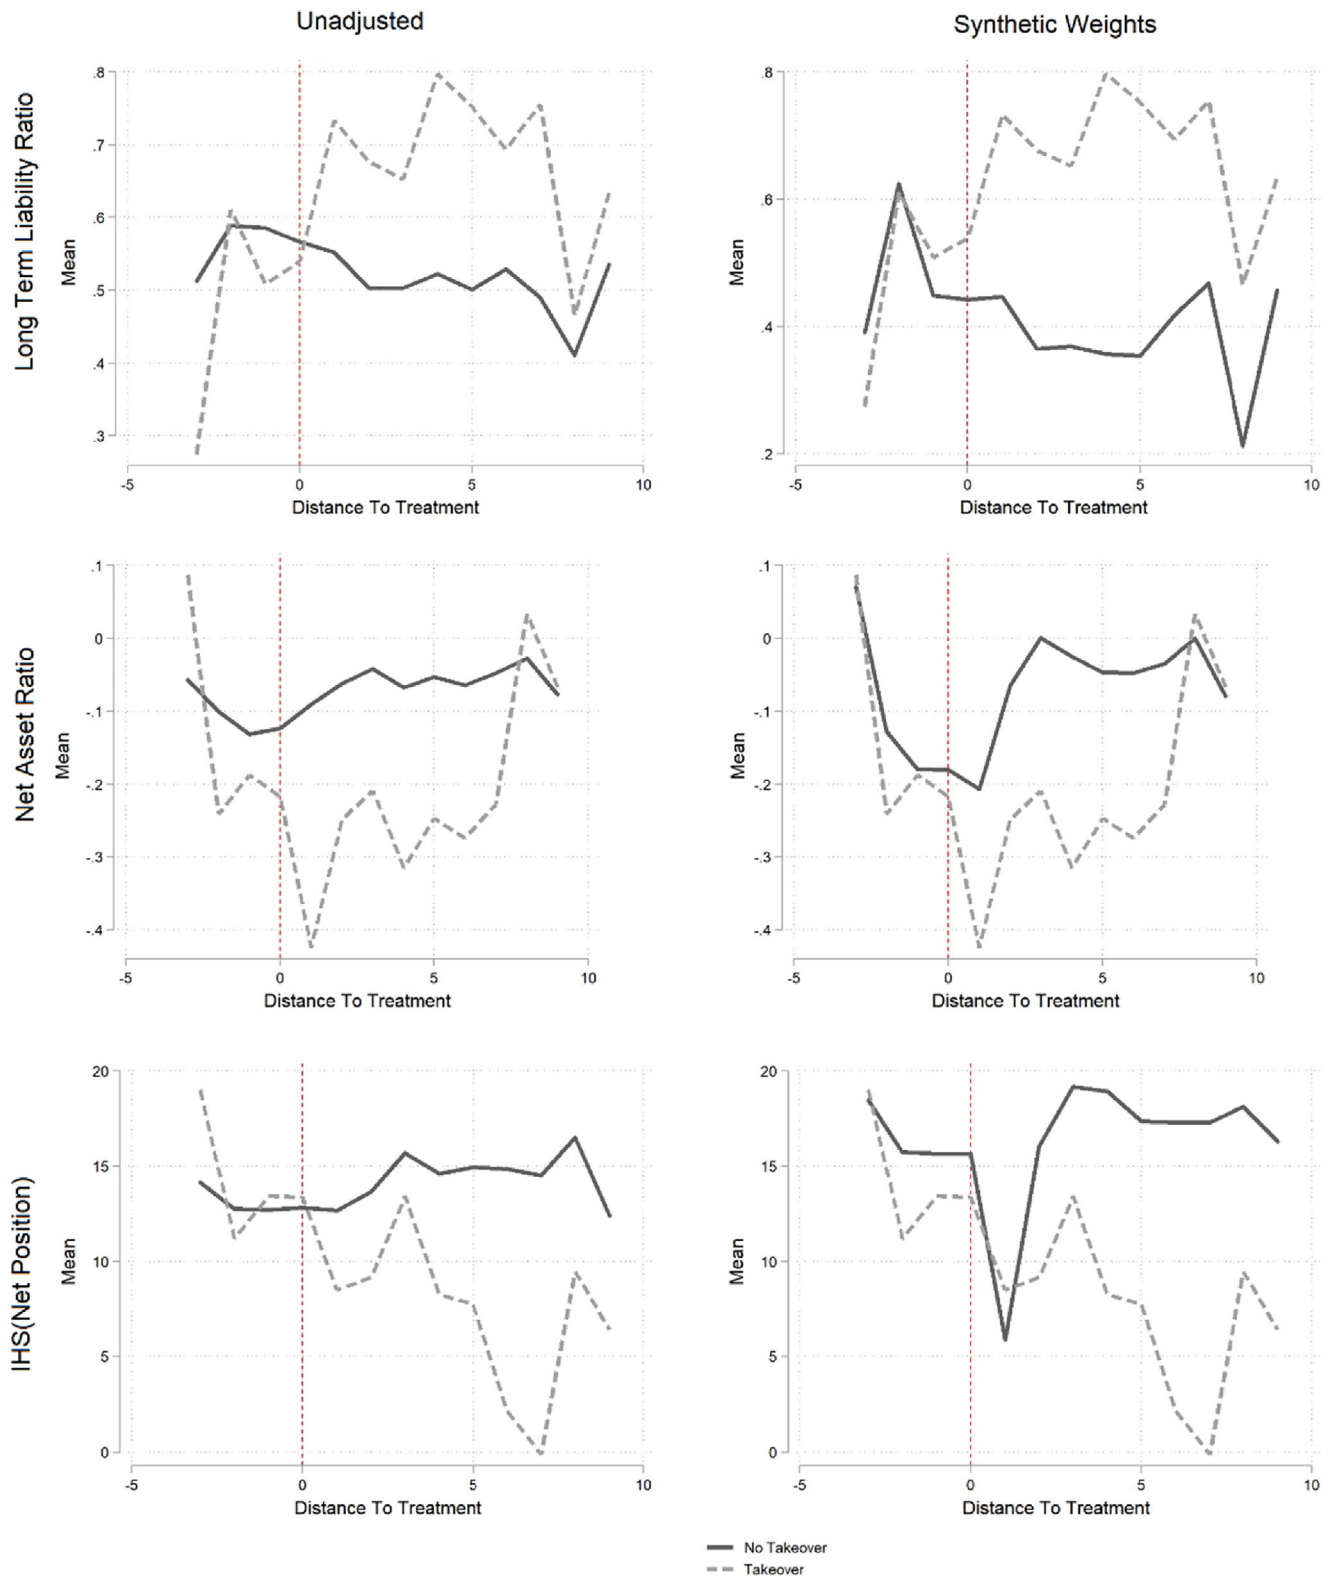 Unadjusted
Synthetic Weights
Long Term Liability Ratio
Mean
.8
.7
.6
.5
.4
.3
-5
0
5
10
Distance To Treatment
Mean
.8
.6
.4
.2
-5
0
5
10
Distance To Treatment
Net Asset Ratio
Mean
.1
0
-.1
-.2
-.3
-.4
-5
0
5
10
Distance To Treatment
Mean
.1
0
-.1
-.2
-.3
-.4
-5
0
5
10
Distance To Treatment
IHS(Net Position)
Mean
20
15
10
5
0
-5
0
5
10
Distance To Treatment
Mean
20
15
10
5
0
-5
0
5
10
Distance To Treatment
No Takeover
Takeover